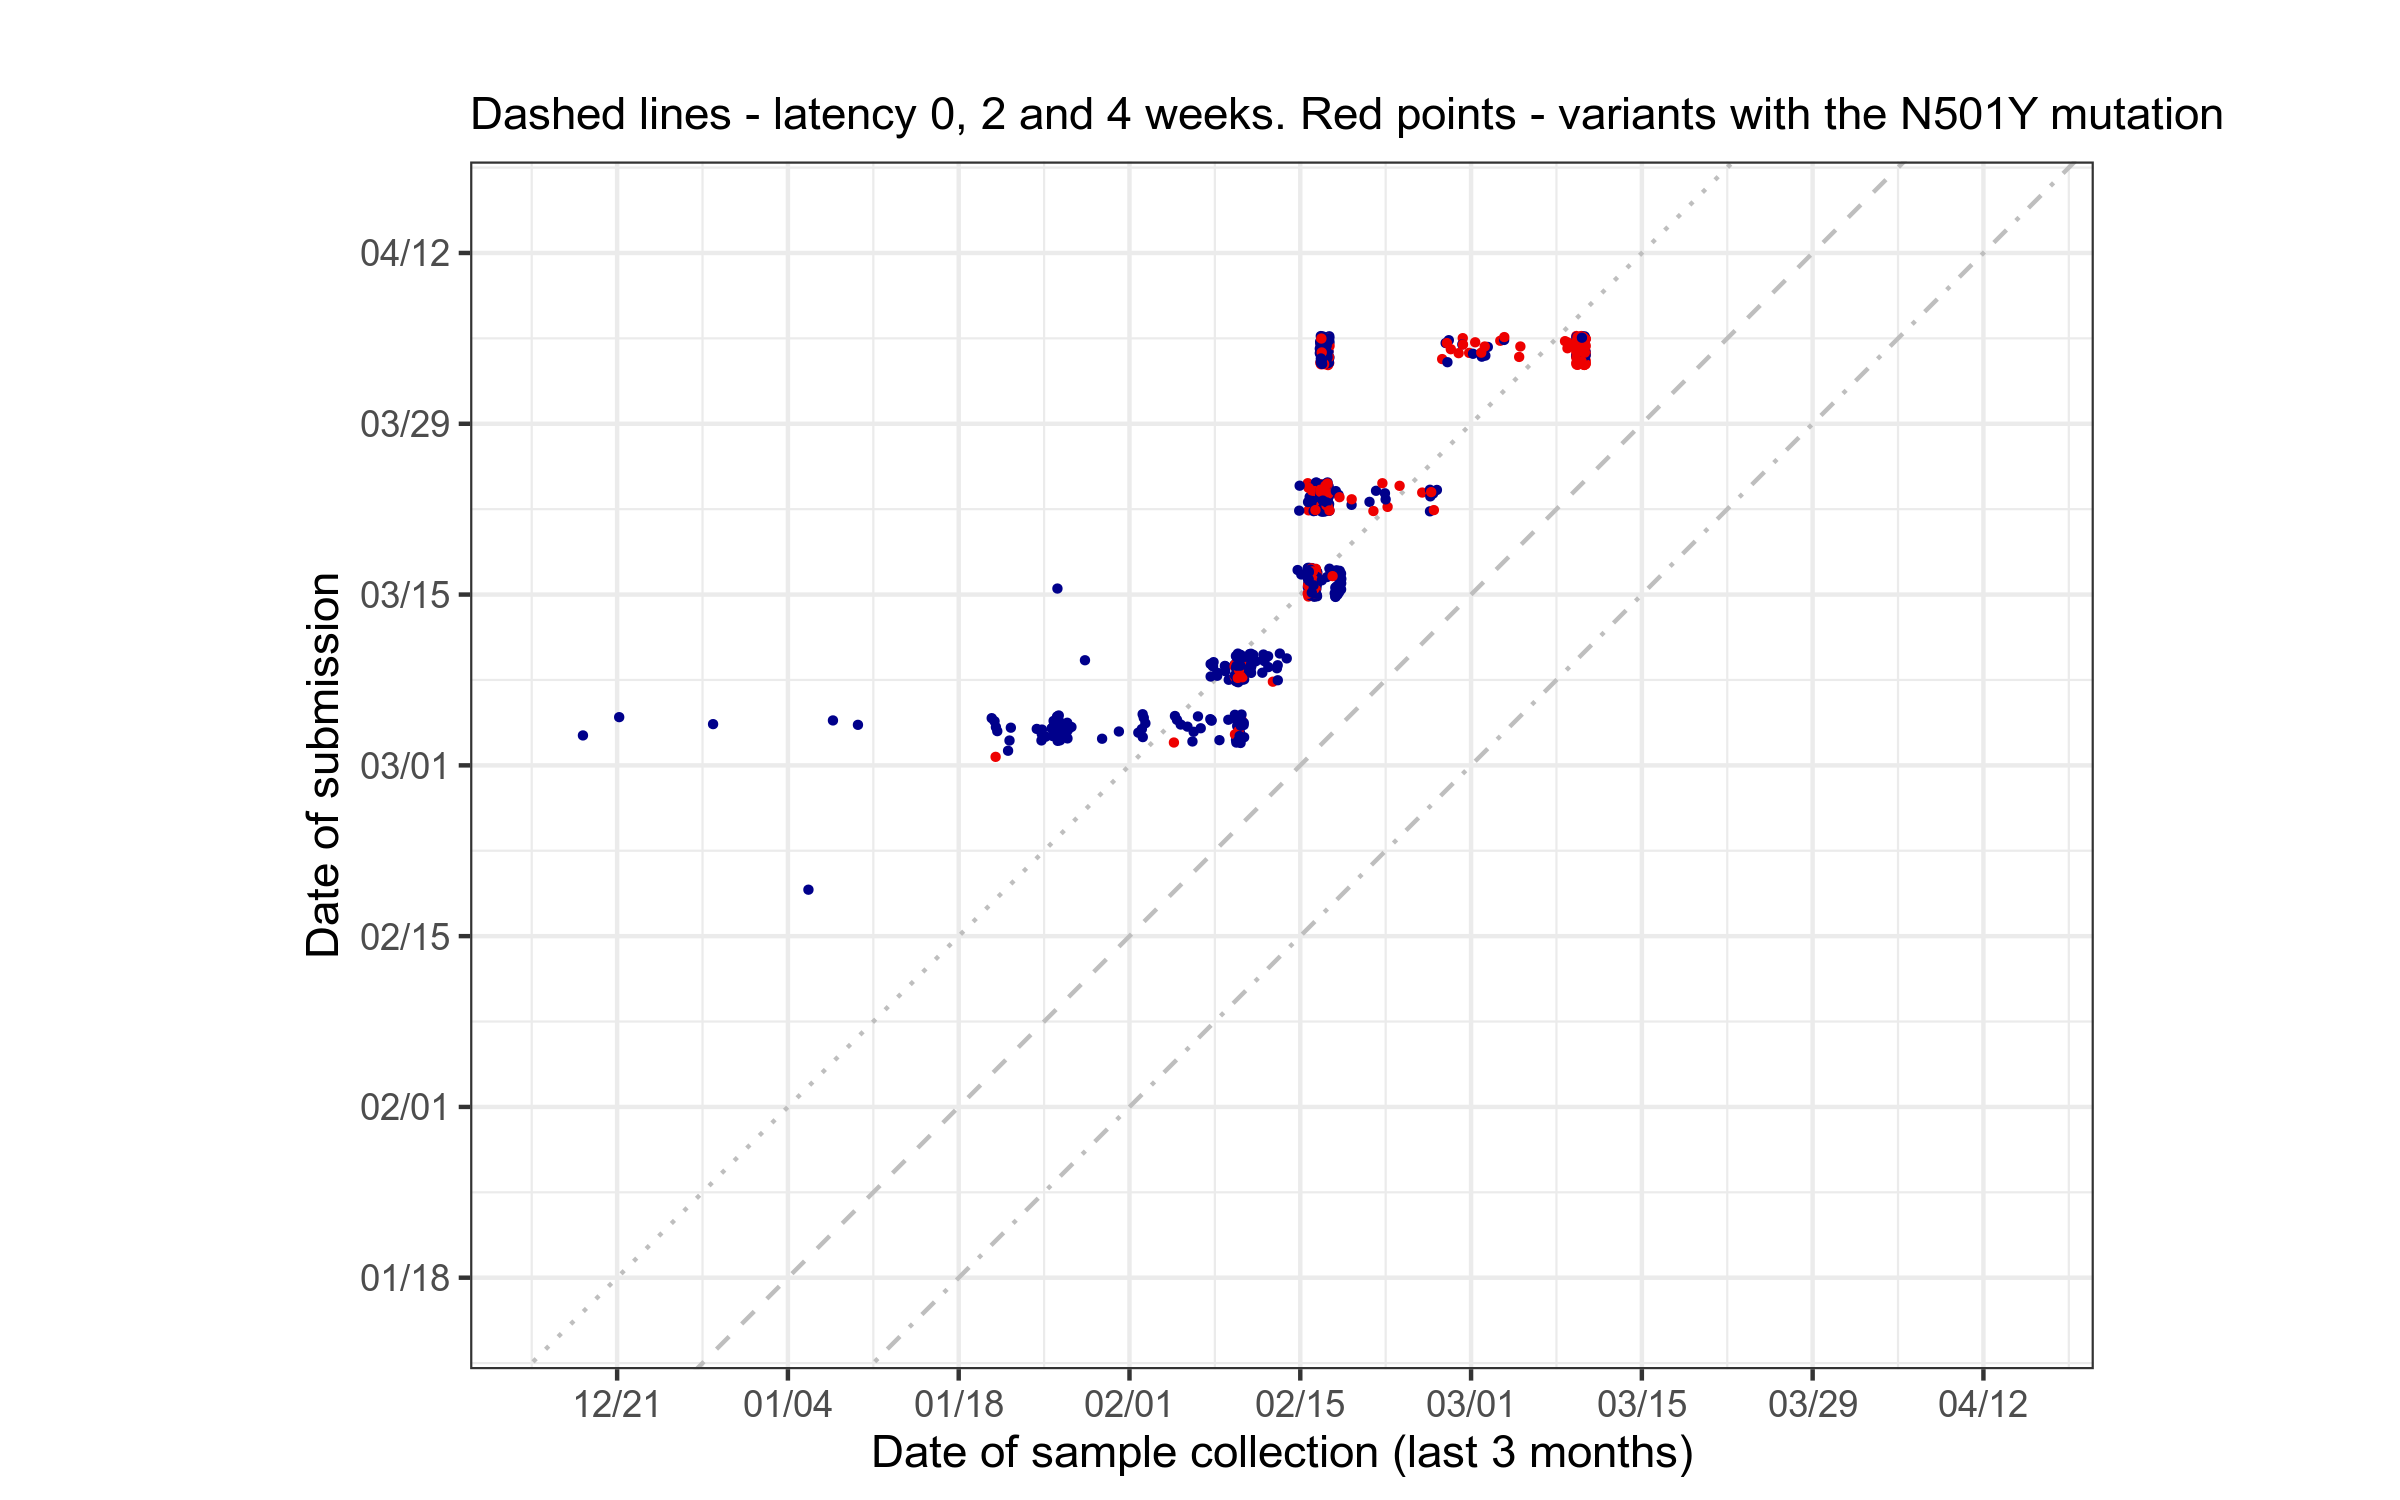 Dashed lines - latency 0, 2 and 4 weeks. Red points - variants with the N501Y mutation
Date of submission
04/12
03/29
03/15
03/01
02/15
02/01
01/18
12/21 01/04 01/18 02/01 02/15 03/01 03/15 03/29 04/12
Date of sample collection (last 3 months)